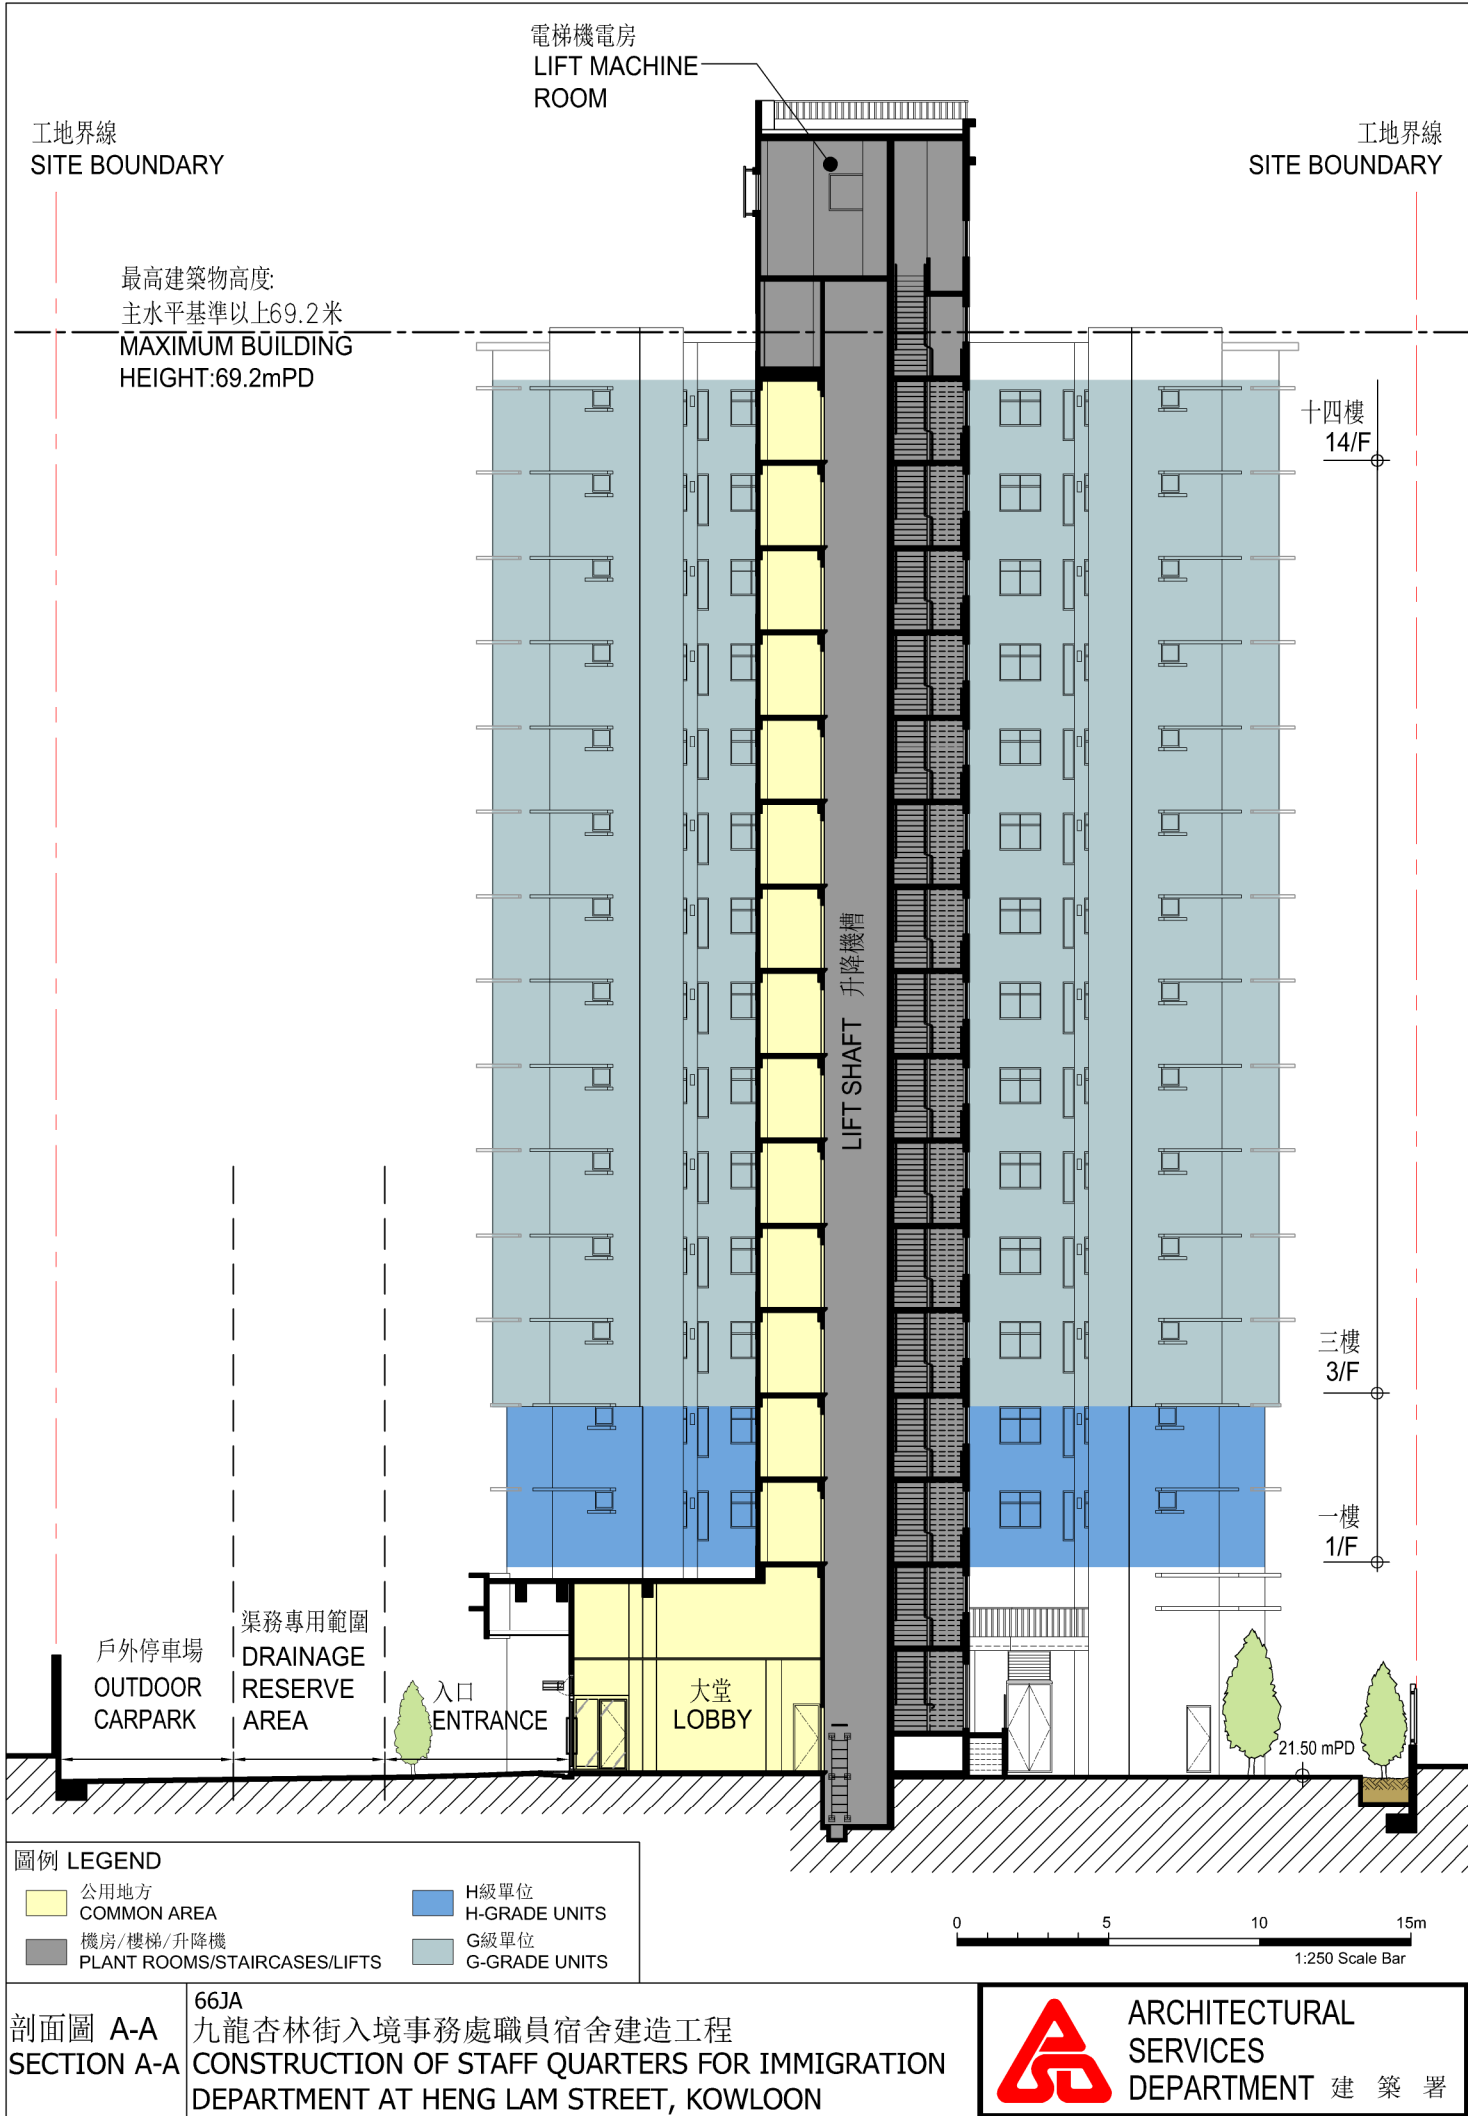 電梯機電房
LIFT MACHINE
ROOM
工地界線
SITE BOUNDARY
工地界線
SITE BOUNDARY
最高建築物高度:
主水平基準以上69.2米
MAXIMUM BUILDING
HEIGHT:69.2mPD
十四樓
14/F
LIFT SHAFT 升降機槽
三樓
3/F
一樓
1/F
戶外停車場
OUTDOOR
CARPARK
渠務專用範圍
DRAINAGE
RESERVE
AREA
入口
ENTRANCE
大堂
LOBBY
21.50 mPD
圖例 LEGEND
公用地方
COMMON AREA
機房/樓梯/升降機
PLANT ROOMS/STAIRCASES/LIFTS
H級單位
H-GRADE UNITS
G級單位
G-GRADE UNITS
0 5 10 15m
1:250 Scale Bar
剖面圖 A-A
SECTION A-A
66JA
九龍杏林街入境事務處職員宿舍建造工程
CONSTRUCTION OF STAFF QUARTERS FOR IMMIGRATION
DEPARTMENT AT HENG LAM STREET, KOWLOON
ARCHITECTURAL
SERVICES
DEPARTMENT 建築署